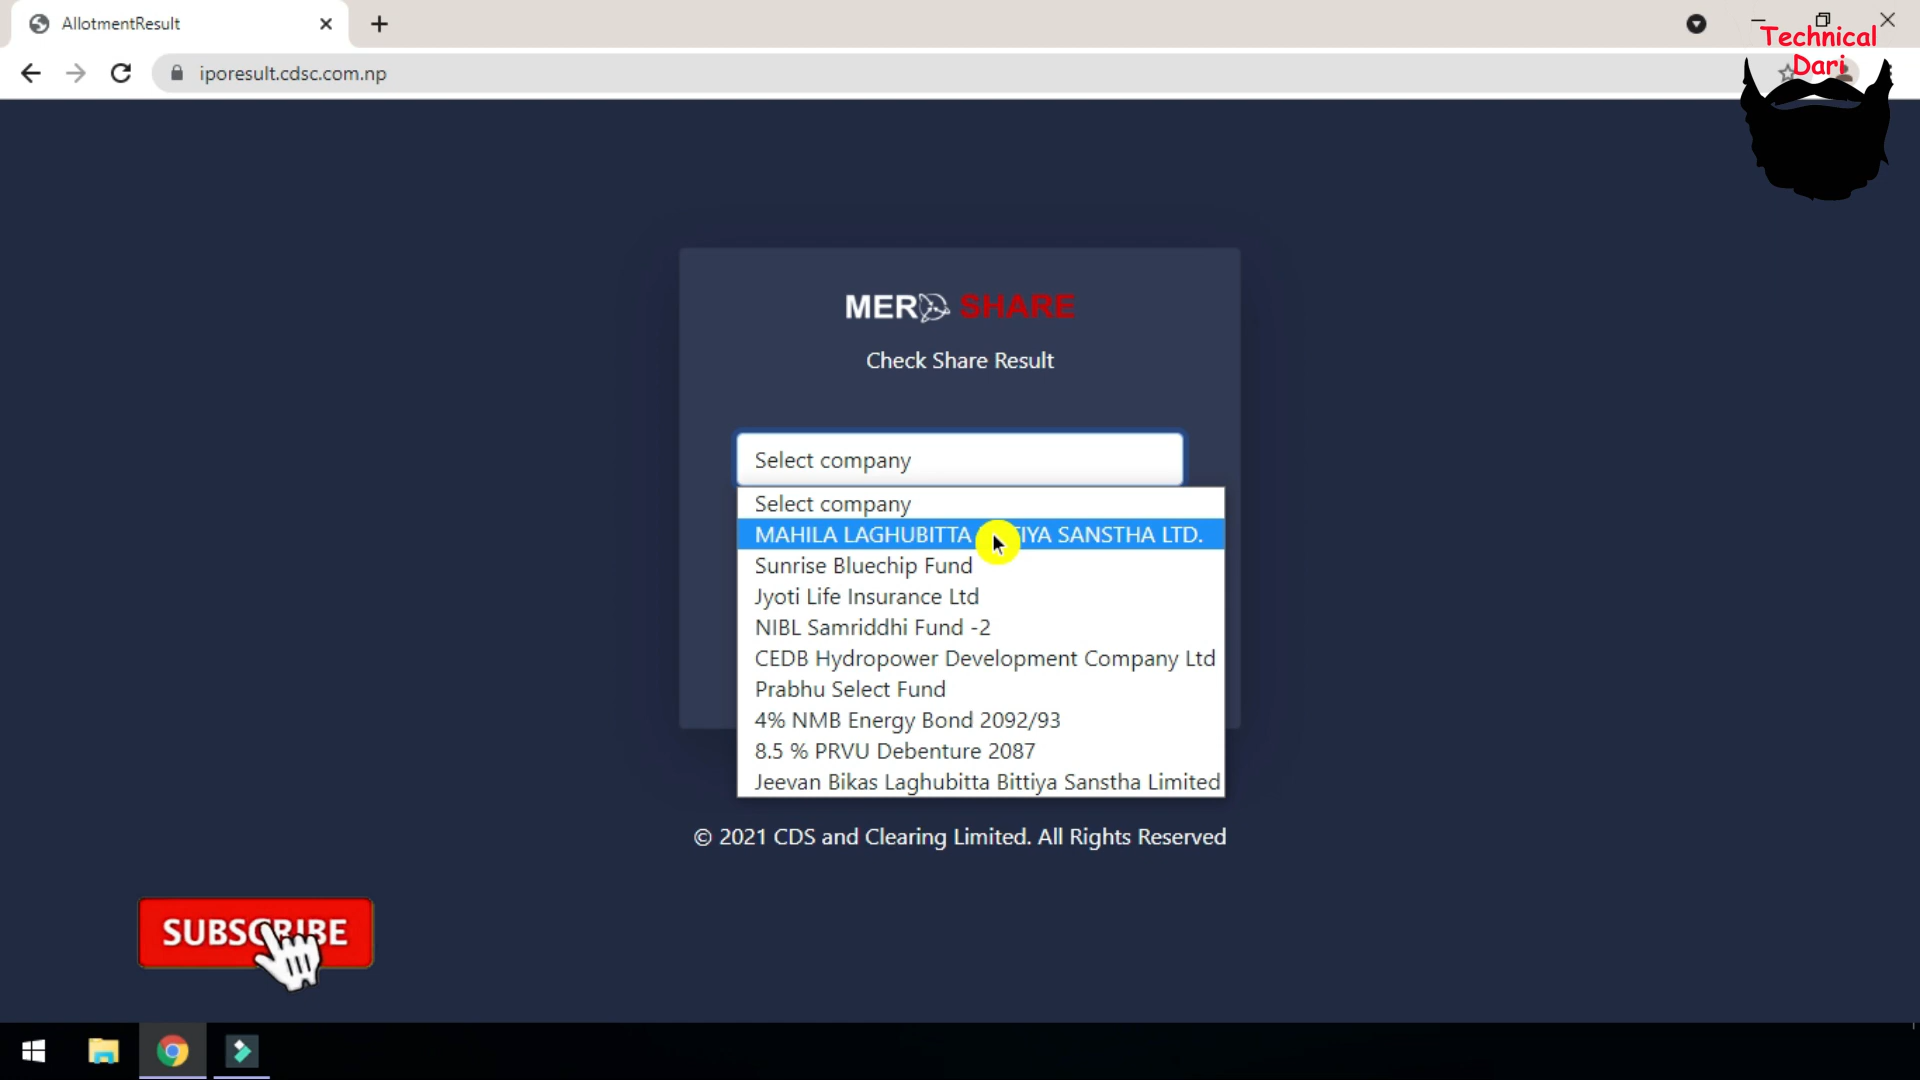 AllotmentResult
Technical
Dari
iporesult.cdsc.com.np
MERO SHARE
Check Share Result
Select company
Select company
MAHILA LAGHUBITTA BITTIYA SANSTHA LTD.
Sunrise Bluechip Fund
Jyoti Life Insurance Ltd
NIBL Samriddhi Fund -2
CEDB Hydropower Development Company Ltd
Prabhu Select Fund
4% NMB Energy Bond 2092/93
8.5 % PRVU Debenture 2087
Jeevan Bikas Laghubitta Bittiya Sanstha Limited
© 2021 CDS and Clearing Limited. All Rights Reserved
SUBSCRIBE